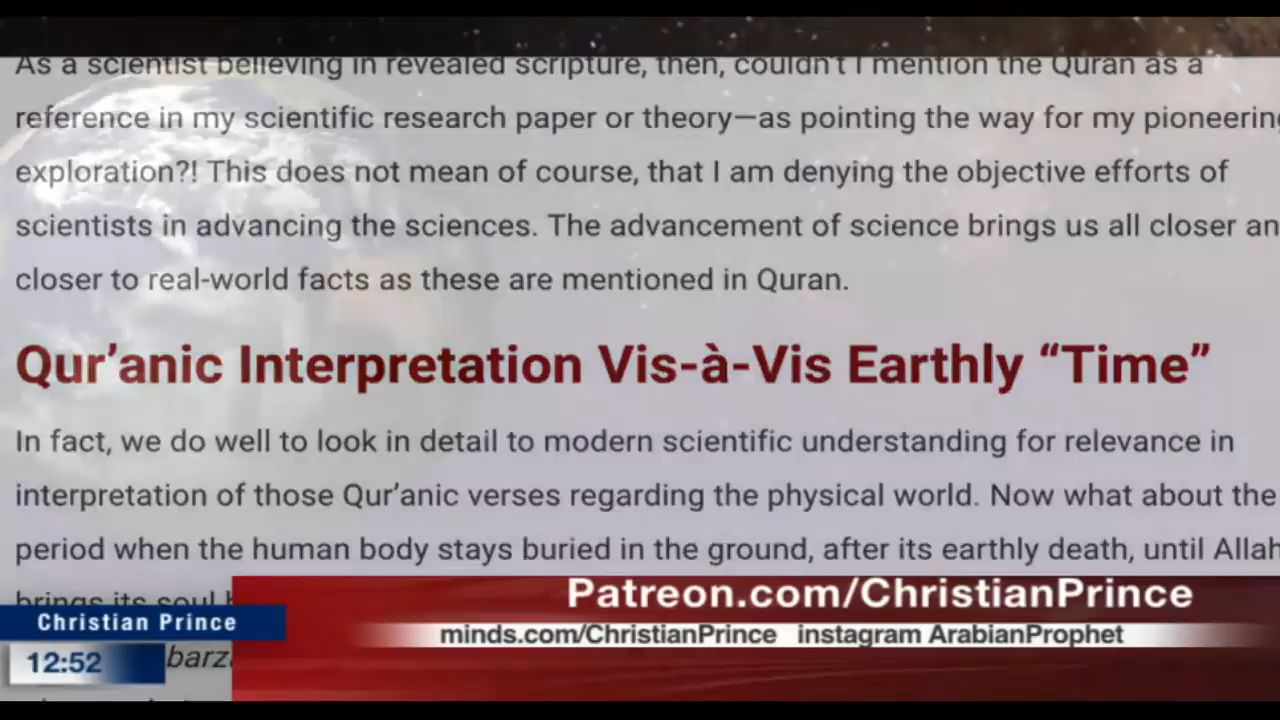 As a scientist believing in revealed scripture, then, couldn't I mention the Quran as a
reference in my scientific research paper or theory—as pointing the way for my pioneering
exploration?! This does not mean of course, that I am denying the objective efforts of
scientists in advancing the sciences. The advancement of science brings us all closer an
closer to real-world facts as these are mentioned in Quran.
Qur’anic Interpretation Vis-à-Vis Earthly “Time”
In fact, we do well to look in detail to modern scientific understanding for relevance in
interpretation of those Qur’anic verses regarding the physical world. Now what about the
period when the human body stays buried in the ground, after its earthly death, until Allah
brings its soul
Patreon.com/ChristianPrince
Christian Prince
minds.com/ChristianPrince instagram ArabianProphet
12:52
barz